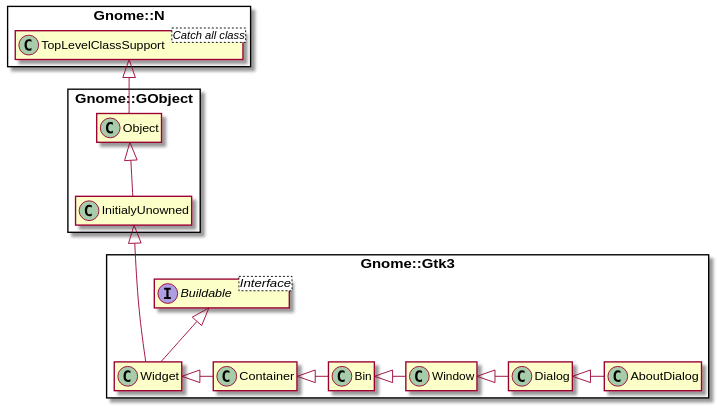 Gnome::N
Catch all class
C TopLevelClassSupport
Gnome::GObject
C Object
C InitialyUnowned
Gnome::Gtk3
Interface
I Buildable
C Widget C Container C Bin C Window C Dialog C AboutDialog